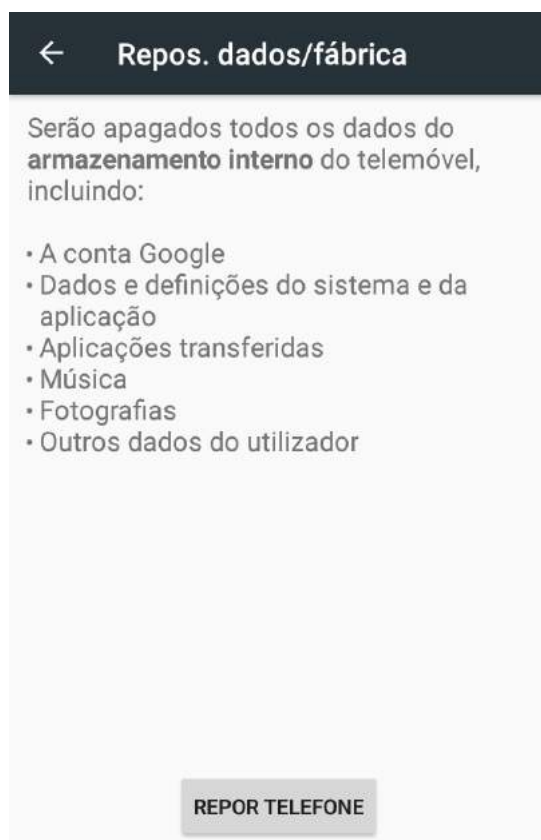 Repos. dados/fábrica
Serão apagados todos os dados do
armazenamento interno do telemóvel,
incluindo:
• A conta Google
• Dados e definições do sistema e da
aplicação
• Aplicações transferidas
• Música
• Fotografias
• Outros dados do utilizador
REPOR TELEFONE